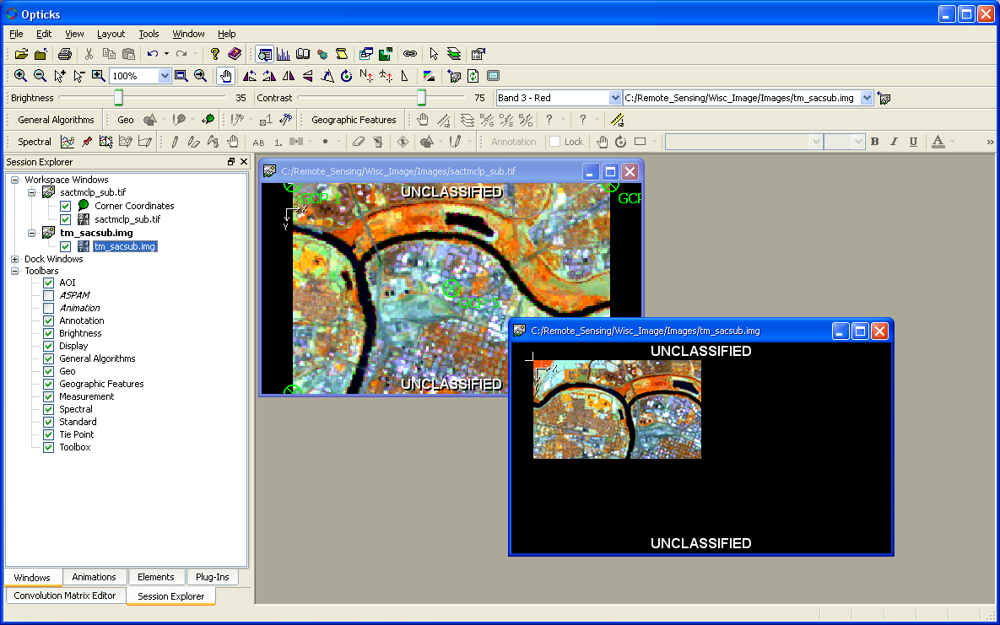 Opticks
File Edit View Layout Tools Window Help
100%
Brightness 35 Contrast 75 Band 3 - Red C:/Remote_Sensing/Wisc_Image/Images/tm_sacsub.img
General Algorithms Geo Geographic Features
Spectral AB 1. Annotation Lock B I U A »
Session Explorer
Workspace Windows
sactmclp_sub.tif
Corner Coordinates
sactmclp_sub.tif
tm_sacsub.img
tm_sacsub.img
Dock Windows
Toolbars
AOI
ASPAM
Animation
Annotation
Brightness
Display
General Algorithms
Geo
Geographic Features
Measurement
Spectral
Standard
Tie Point
Toolbox
Windows Animations Elements Plug-Ins
Convolution Matrix Editor Session Explorer
C:/Remote_Sensing/Wisc_Image/Images/sactmclp_sub.tif
UNCLASSIFIED
GCP 1
GCP
X
Y
UNCLASSIFIED
C:/Remote_Sensing/Wisc_Image/Images/tm_sacsub.img
UNCLASSIFIED
X
Y
UNCLASSIFIED